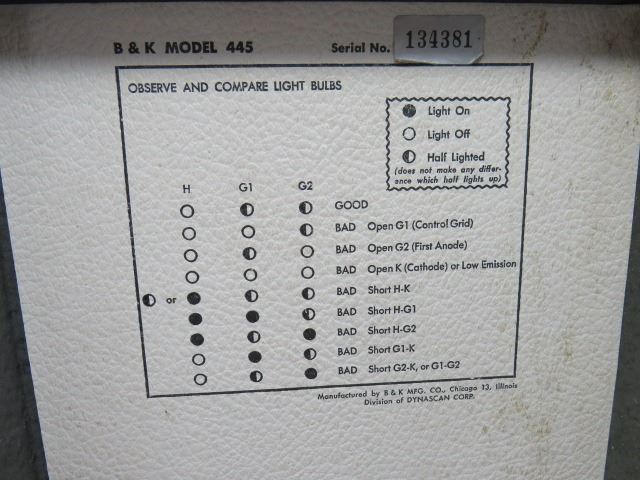 B & K MODEL 445 Serial No. 134381
OBSERVE AND COMPARE LIGHT BULBS
Light On
Light Off
Half Lighted
(does not make any differ-
ence which half lights up)
H G1 G2
GOOD
BAD Open G1 (Control Grid)
BAD Open G2 (First Anode)
BAD Open K (Cathode) or Low Emission
or BAD Short H-K
BAD Short H-G1
BAD Short H-G2
BAD Short G1-K
BAD Short G2-K, or G1-G2
Manufactured by B & K MFG. CO., Chicago 13, Illinois
Division of DYNASCAN CORP.